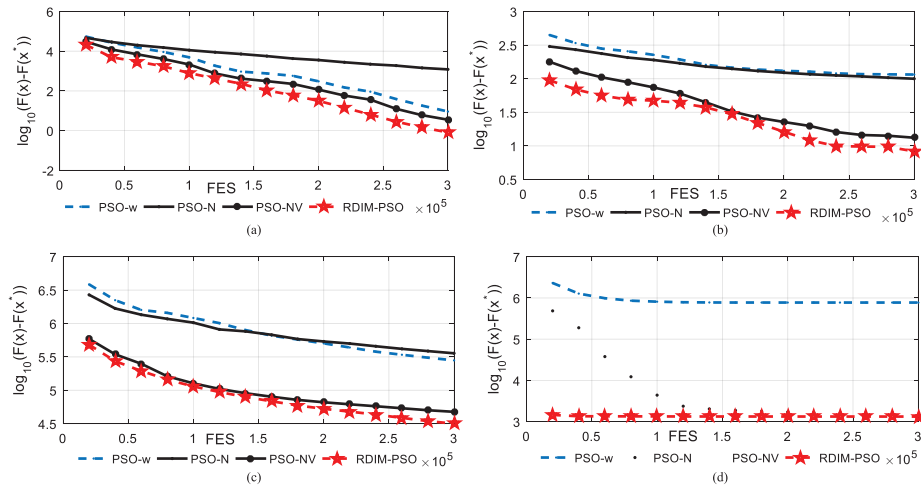 log10(F(x)-F(x*))
6
4
2
0
-2
0 0.5 1 1.5 2 2.5 3
FES
×10^5
PSO-w PSO-N PSO-NV RDIM-PSO
(a)
log10(F(x)-F(x*))
3
2.5
2
1.5
1
0.5
0 0.5 1 1.5 2 2.5 3
FES
×10^5
PSO-w PSO-N PSO-NV RDIM-PSO
(b)
log10(F(x)-F(x*))
7
6.5
6
5.5
5
4.5
0 0.5 1 1.5 2 2.5 3
FES
×10^5
PSO-w PSO-N PSO-NV RDIM-PSO
(c)
log10(F(x)-F(x*))
7
6
5
4
3
0 0.5 1 1.5 2 2.5 3
FES
×10^5
PSO-w PSO-N PSO-NV RDIM-PSO
(d)